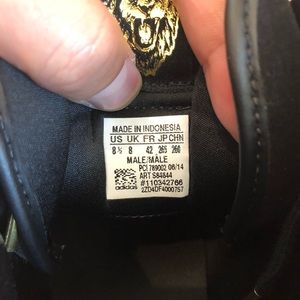 MADE IN INDONESIA
US UK FR JP CHN
8½ 8 42 265 260
MALE/MALE
PCI 789002 06/14
ART S84844
#110342766
2ZD4DF4000757
adidas